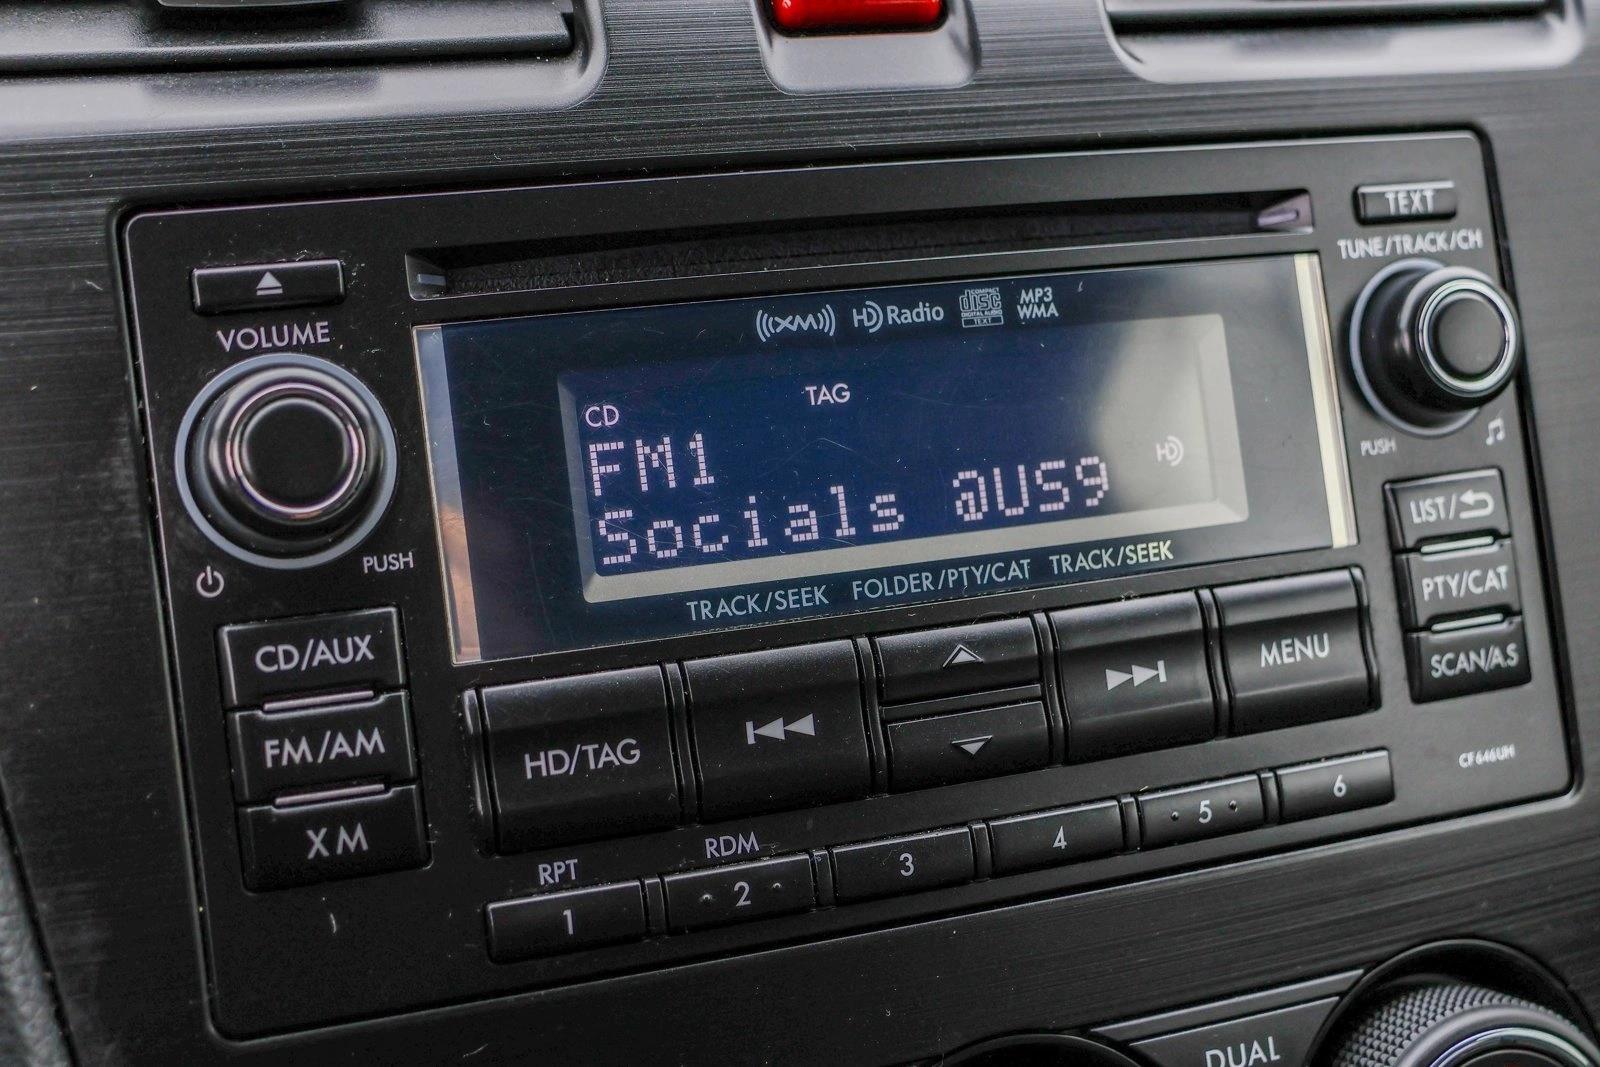 TEXT
TUNE/TRACK/CH
VOLUME
((XM)) HD Radio COMPACT disc DIGITAL AUDIO TEXT MP3 WMA
TAG
CD
FM1
Socials @US9
HD
PUSH
PUSH
TRACK/SEEK FOLDER/PTY/CAT TRACK/SEEK
LIST/
PTY/CAT
SCAN/A.S
CD/AUX
FM/AM
XM
HD/TAG
MENU
CF646UH
RPT
RDM
1
2
3
4
5
6
DUAL